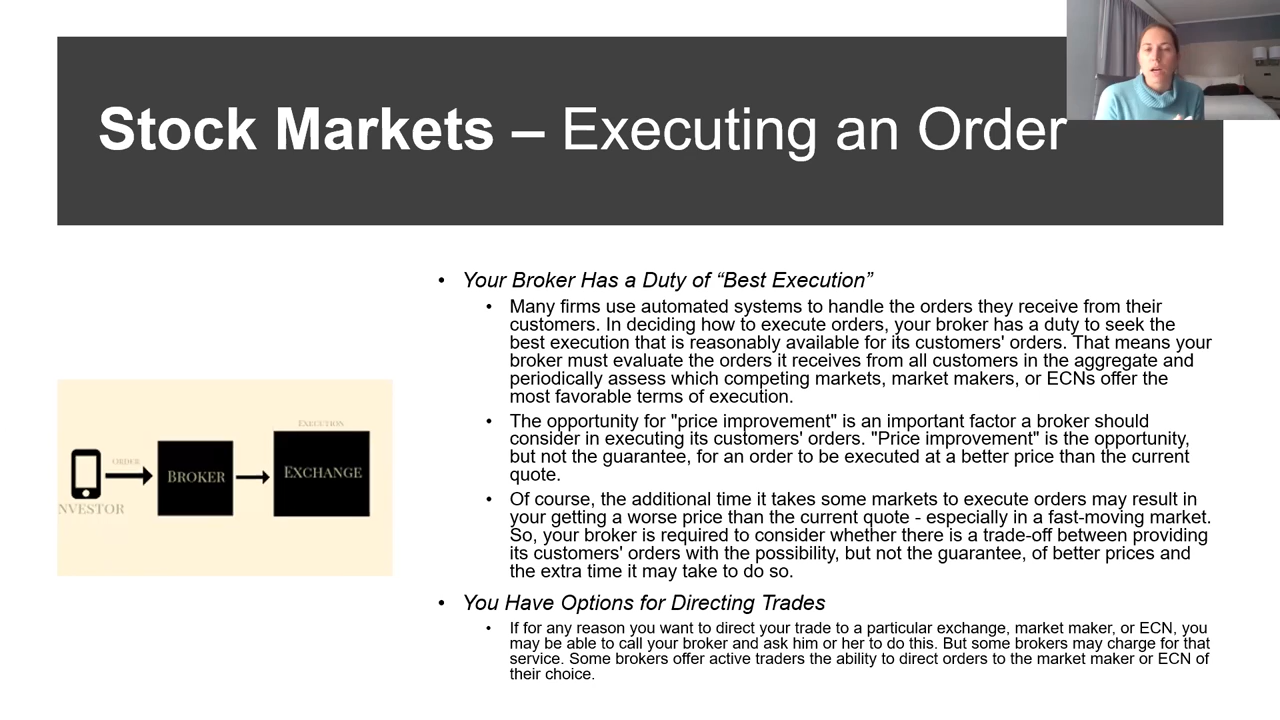 Stock Markets – Executing an Order
• Your Broker Has a Duty of “Best Execution”
• Many firms use automated systems to handle the orders they receive from their
customers. In deciding how to execute orders, your broker has a duty to seek the
best execution that is reasonably available for its customers' orders. That means your
broker must evaluate the orders it receives from all customers in the aggregate and
periodically assess which competing markets, market makers, or ECNs offer the
most favorable terms of execution.
• The opportunity for "price improvement" is an important factor a broker should
consider in executing its customers' orders. "Price improvement" is the opportunity,
but not the guarantee, for an order to be executed at a better price than the current
quote.
• Of course, the additional time it takes some markets to execute orders may result in
your getting a worse price than the current quote - especially in a fast-moving market.
So, your broker is required to consider whether there is a trade-off between providing
its customers' orders with the possibility, but not the guarantee, of better prices and
the extra time it may take to do so.
• You Have Options for Directing Trades
• If for any reason you want to direct your trade to a particular exchange, market maker, or ECN, you
may be able to call your broker and ask him or her to do this. But some brokers may charge for that
service. Some brokers offer active traders the ability to direct orders to the market maker or ECN of
their choice.
NVESTOR
ORDER
BROKER
EXECUTION
EXCHANGE